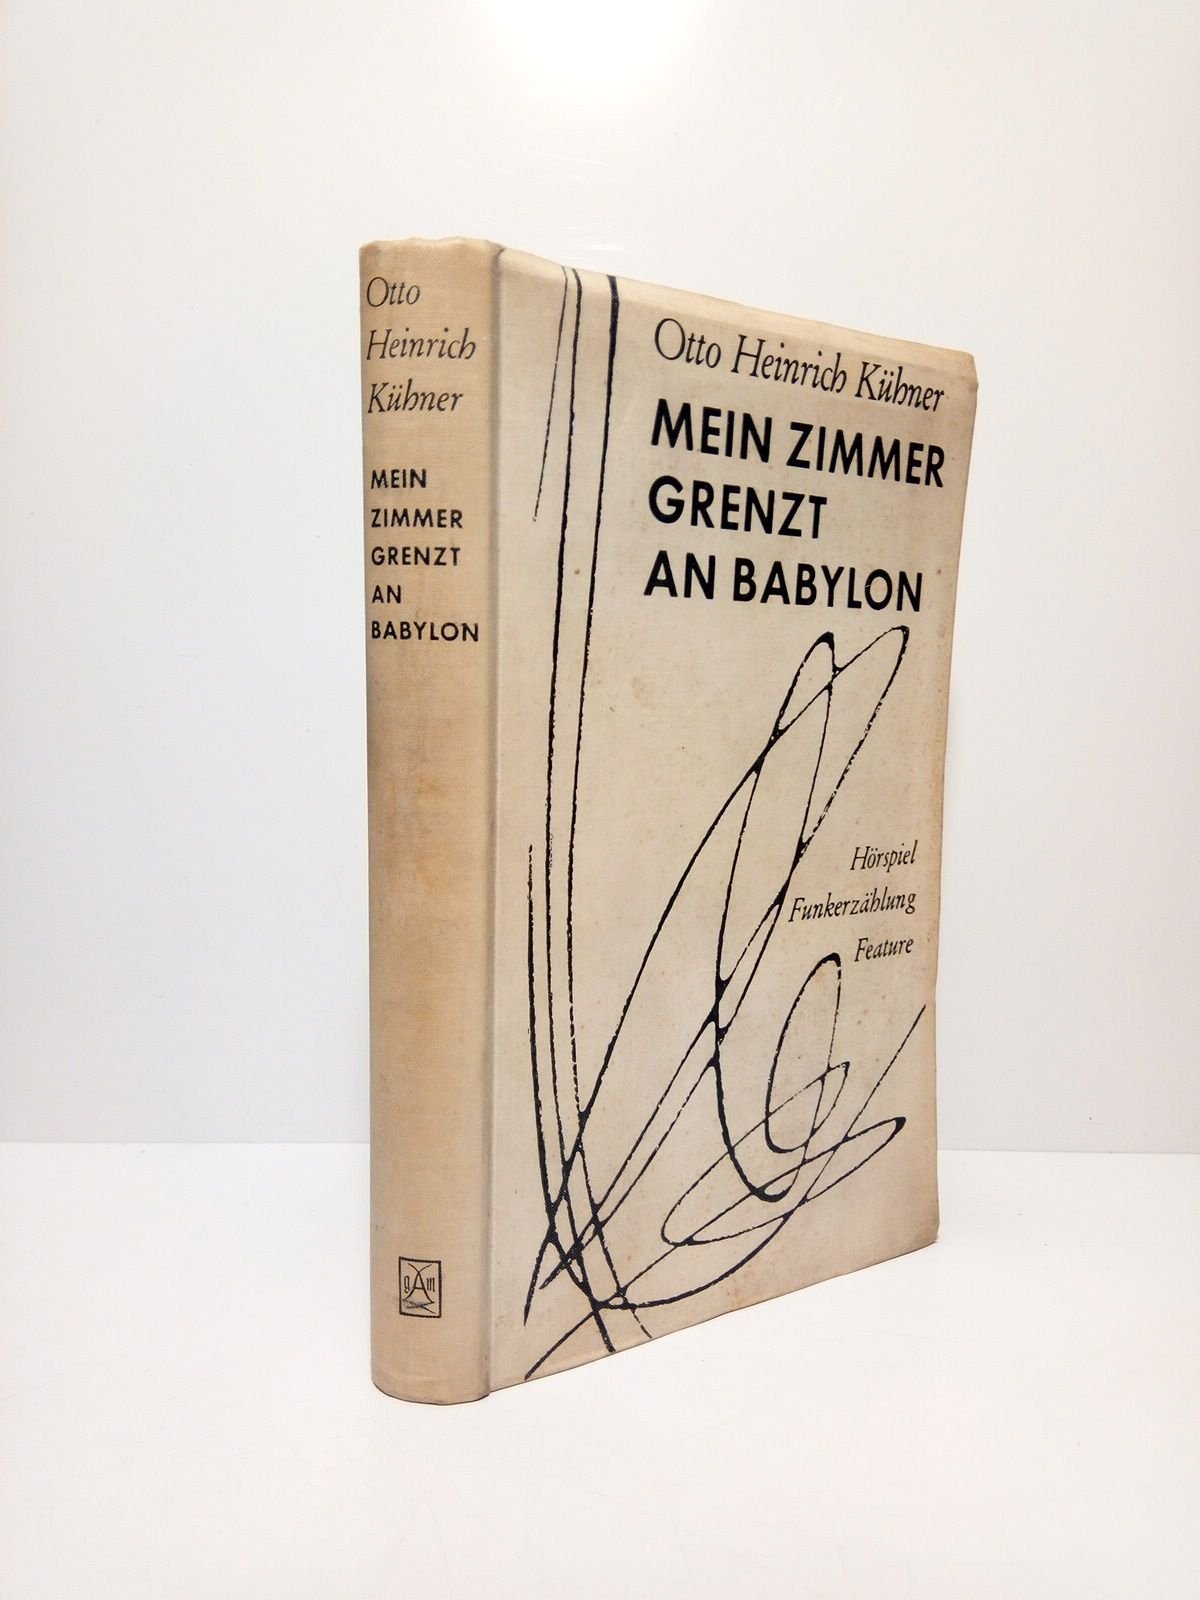 Otto
Heinrich
Kühner
MEIN
ZIMMER
GRENZT
AN
BABYLON
gAm
Otto Heinrich Kühner
MEIN ZIMMER
GRENZT
AN BABYLON
Hörspiel
Funkerzählung
Feature